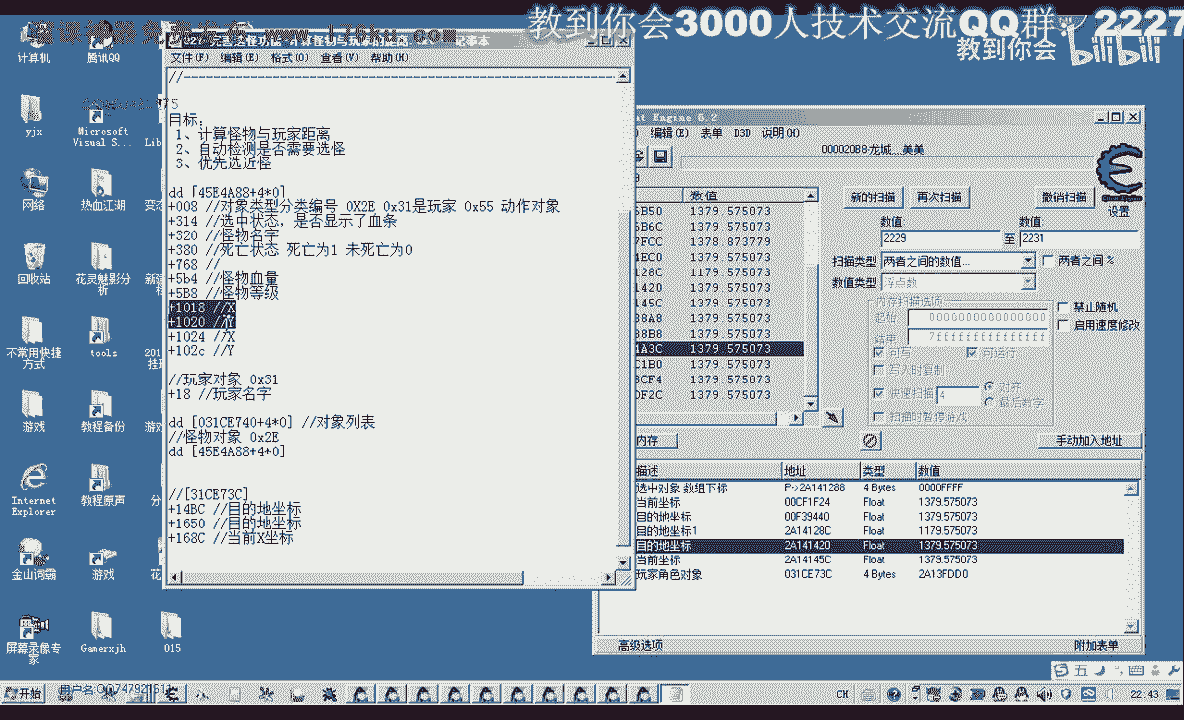 教到你会3000人技术交流QQ群：2227
教到你会 bilibili
计算机
腾讯QQ
yjx
Microsoft Visual S...
网络
热血江湖
回收站
花灵魅影分析
不常用快捷方式
tools
游戏
教程备份
Internet Explorer
教程原声
金山词霸
游戏
屏幕录像专家
Gamerxjh
015
文件(F) 编辑(E) 格式(O) 查看(V) 帮助(H)
目标:
1、计算怪物与玩家距离
2、自动检测是否需要选怪
3、优先选近怪
dd [45E4A88+4*0]
+008 //对象类型分类编号 0X2E 0x31是玩家 0x55 动作对象
+314 //选中状态, 是否显示了血条
+320 //怪物名字
+380 //死亡状态 死亡为1 未死亡为0
+768 //
+5b4 //怪物血量
+5B8 //怪物等级
+1018 //X
+1020 //Y
+1024 //X
+102c //Y
//玩家对象 0x31
+18 //玩家名字
dd [031CE740+4*0] //对象列表
//怪物对象 0x2E
dd [45E4A88+4+0]
//[31CE73C]
+14BC //目的地坐标
+1650 //目的地坐标
+168C //当前X坐标
编辑(E) 表单 D3D 说明(H)
000020B8-龙城...美美
设置
数值
5B50 1379.575073
5B6C 1379.575073
7FCC 1378.873779
4EC0 1379.575073
128C 1179.575073
1420 1379.575073
145C 1379.575073
38A8 1379.575073
38B8 1379.575073
4A3C 1379.575073
C1B0 1379.575073
3CF4 1379.575073
0F2C 1379.575073
新的扫描 再次扫描 撤消扫描
数值 数值
2229 至 2231
扫描类型 两者之间的数值... 两者之间 %
数值类型 浮点数
内存扫描选项
起始 0000000000000000
结束 7fffffffffffffff
禁止随机
启用速度修改
可写 可运行
写入时复制
快速扫描 4 对齐
最后数字
扫描时暂停游戏
内存
手动加入地址
描述 地址 类型 数值
选中对象 数组下标 P->2A141288 4 Bytes 0000FFFF
当前坐标 00CF1F24 Float 1379.575073
目的地坐标 00F39440 Float 1379.575073
目的地坐标1 2A14128C Float 1179.575073
目的地坐标 2A141420 Float 1379.575073
当前坐标 2A14145C Float 1379.575073
玩家角色对象 031CE73C 4 Bytes 2A13FDD0
高级选项 附加表单
五
开始
CH
22:43